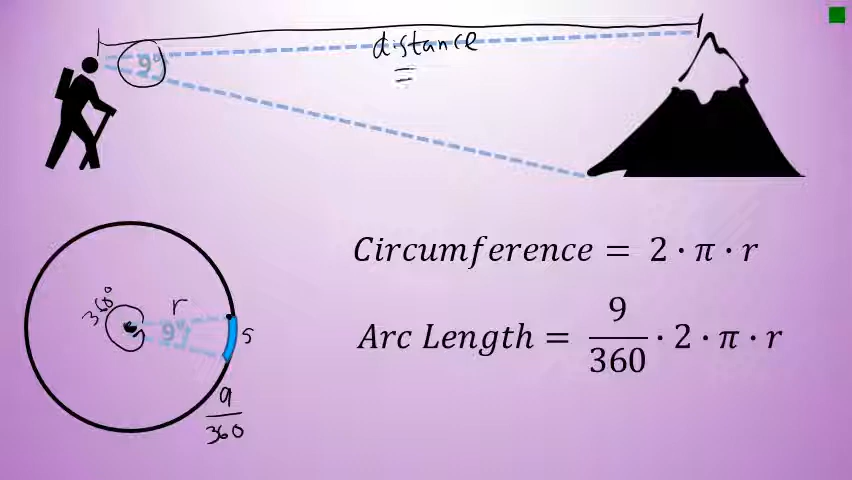 distance
9°
360°
r
9°
s
9/360
Circumference = 2 · π · r
Arc Length = 9/360 · 2 · π · r